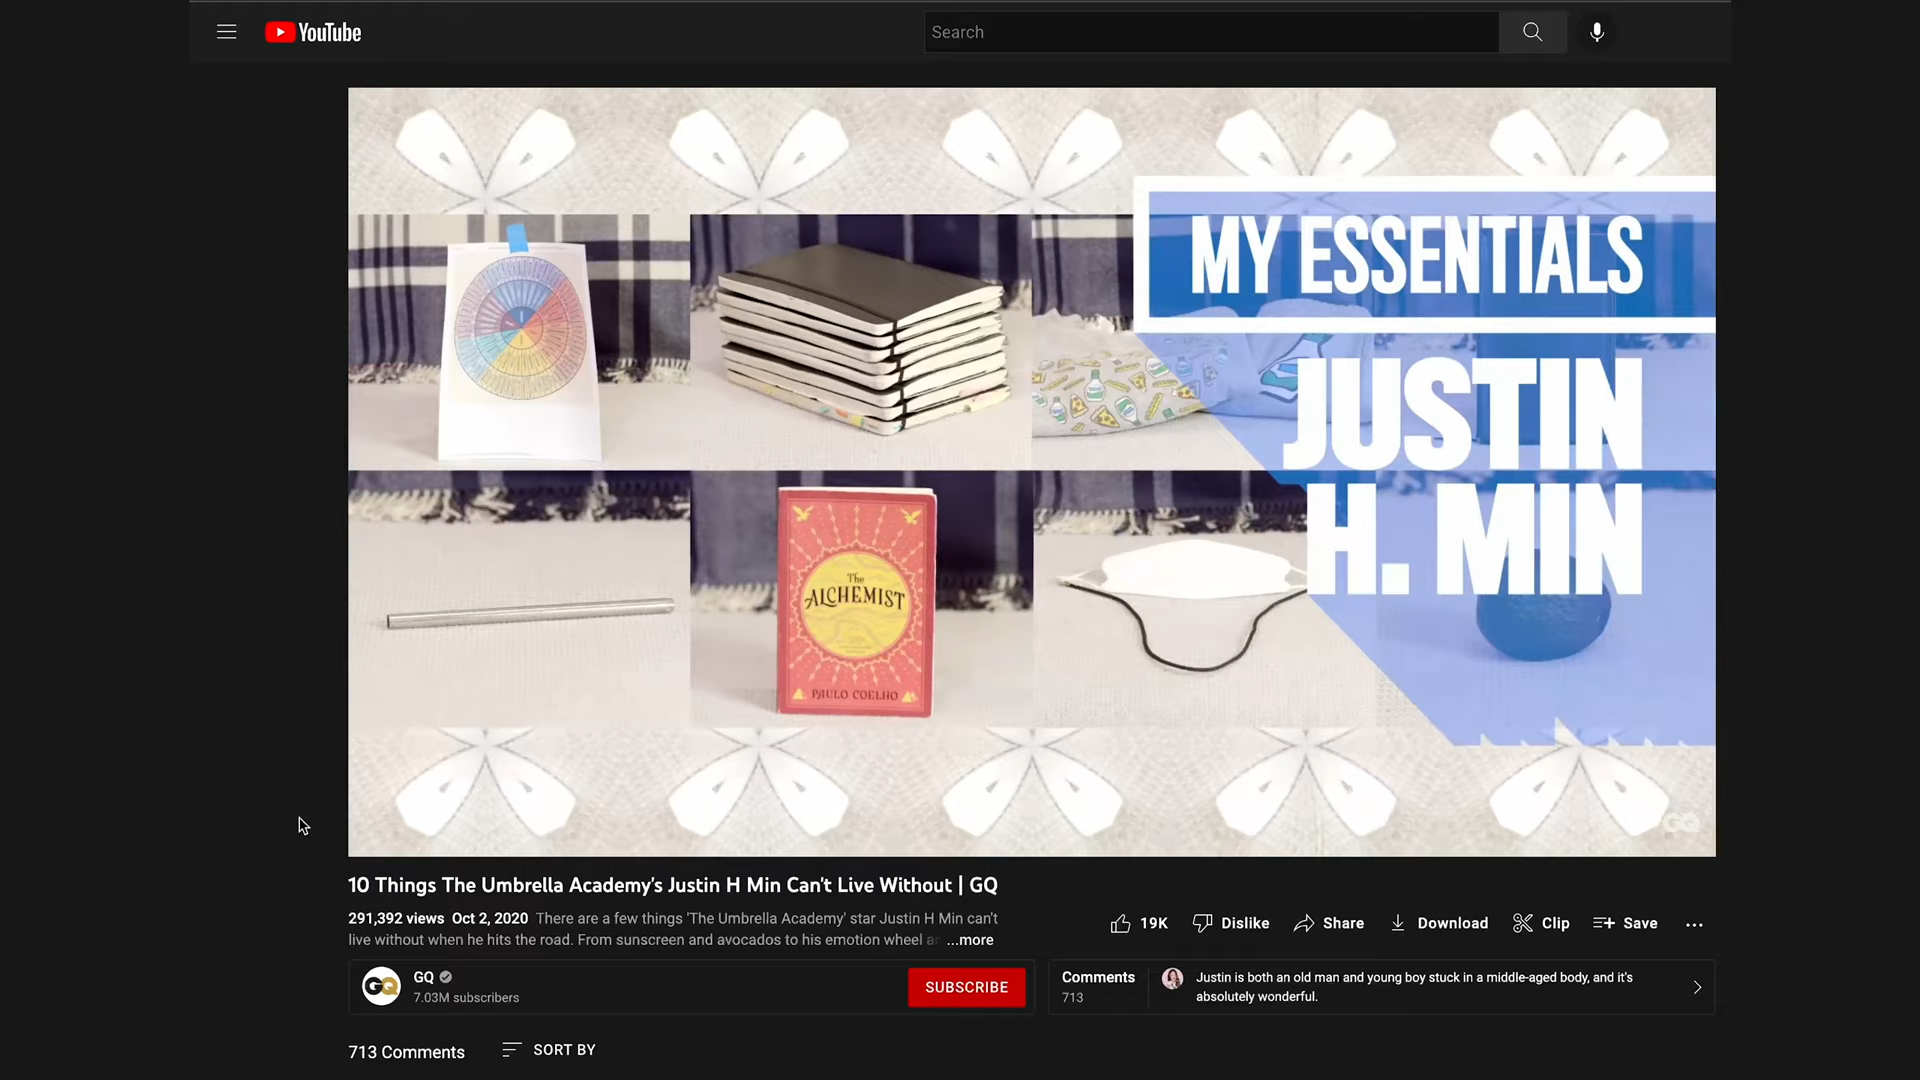 YouTube
Search
MY ESSENTIALS
JUSTIN
H. MIN
The
ALCHEMIST
PAULO COELHO
GQ
10 Things The Umbrella Academy's Justin H Min Can't Live Without | GQ
291,392 views Oct 2, 2020 There are a few things 'The Umbrella Academy' star Justin H Min can't
live without when he hits the road. From sunscreen and avocados to his emotion wheel ...more
19K
Dislike
Share
Download
Clip
Save
GQ
GQ
7.03M subscribers
SUBSCRIBE
Comments
713
Justin is both an old man and young boy stuck in a middle-aged body, and it's
absolutely wonderful.
713 Comments
SORT BY